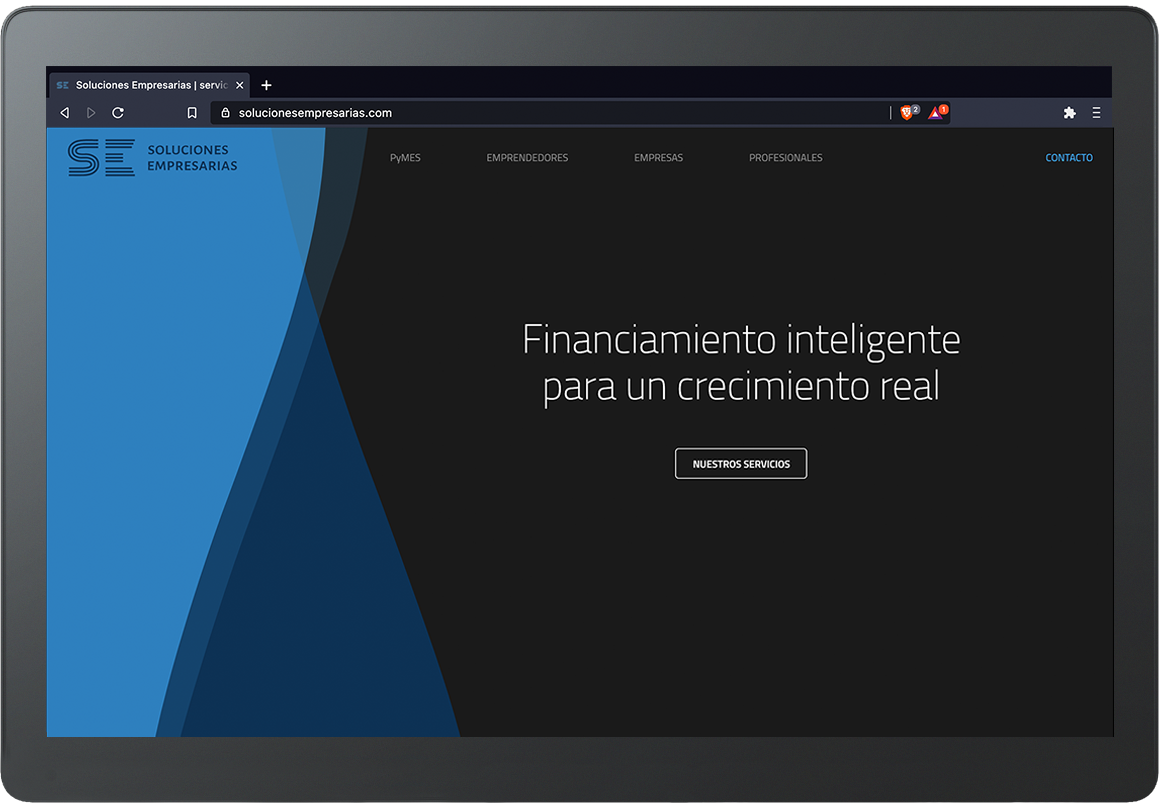 SE Soluciones Empresarias | servic
solucionesempresarias.com
2
1
SE
SOLUCIONES
EMPRESARIAS
PyMES EMPRENDEDORES EMPRESAS PROFESIONALES CONTACTO
Financiamiento inteligente
para un crecimiento real
NUESTROS SERVICIOS